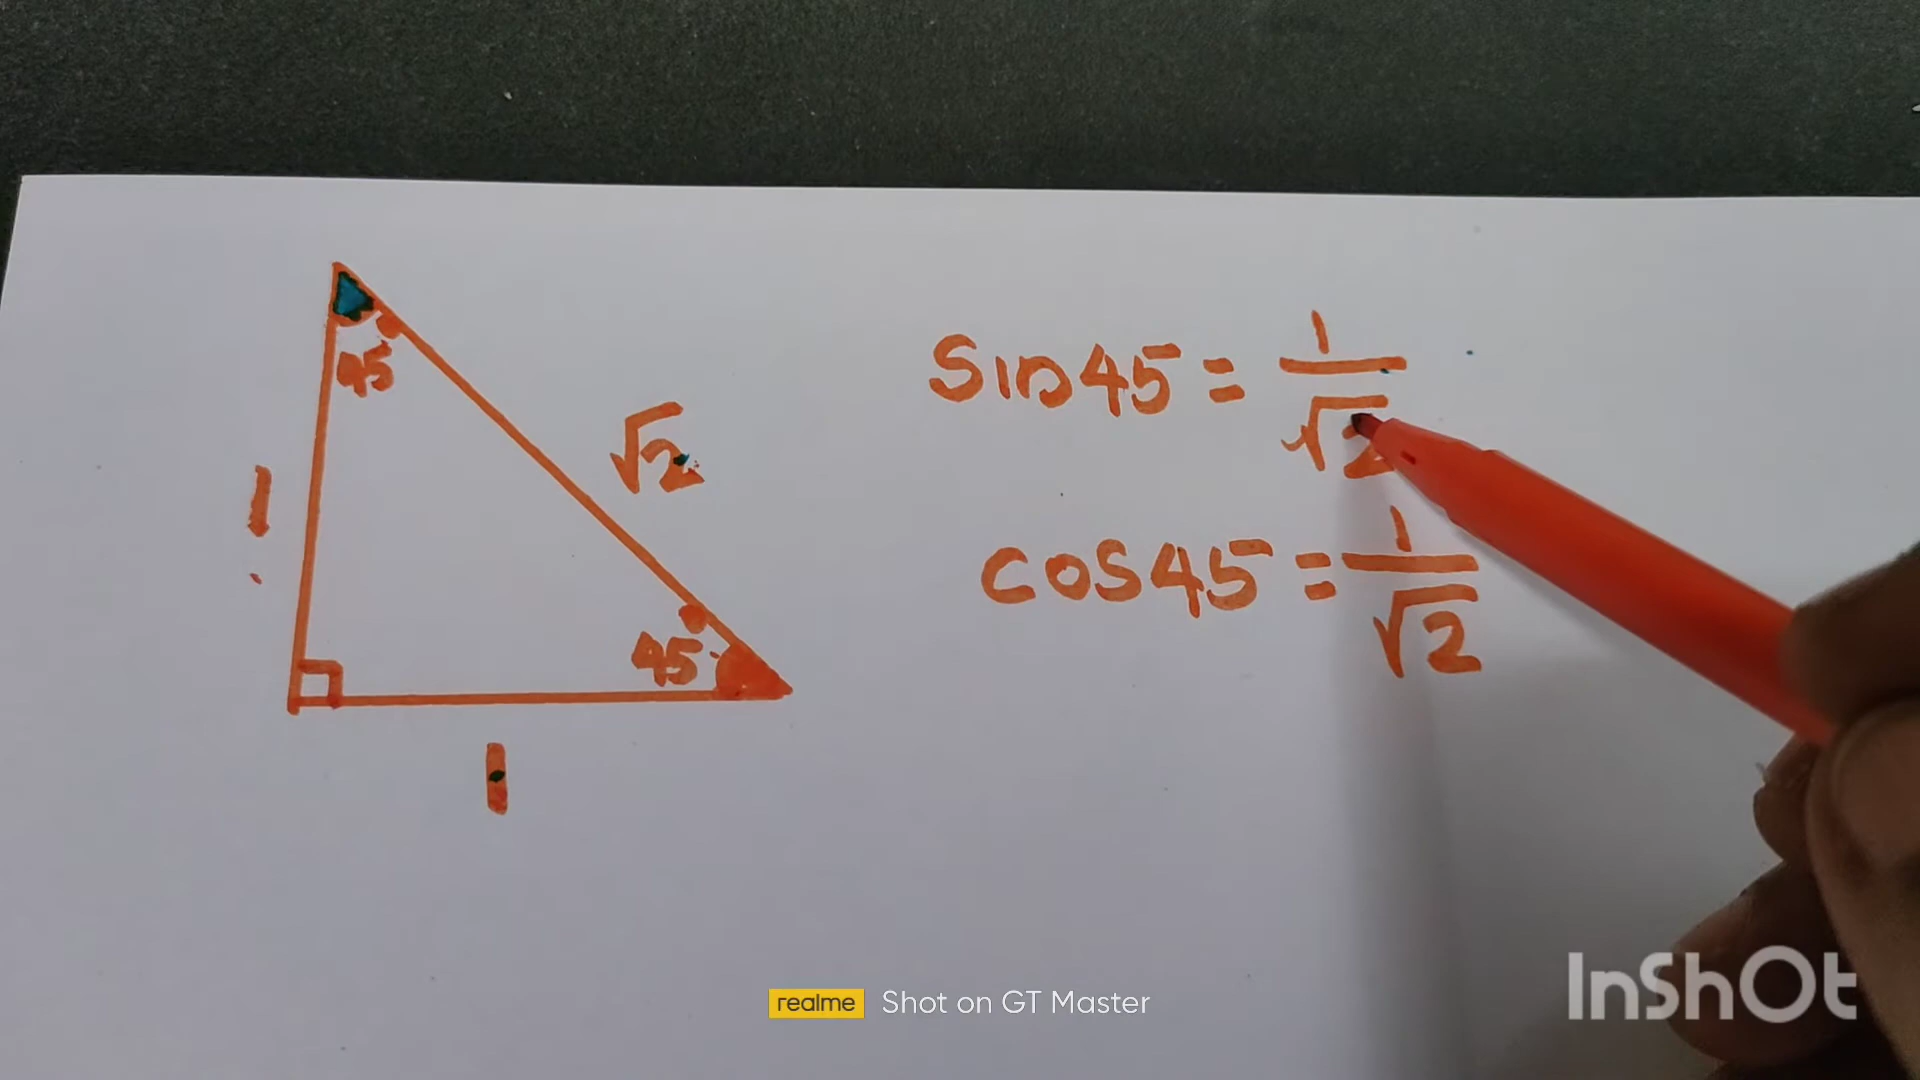 45
√2
1
45
1
Sin45 = 1/√2
cos45 = 1/√2
realme Shot on GT Master
InShOt